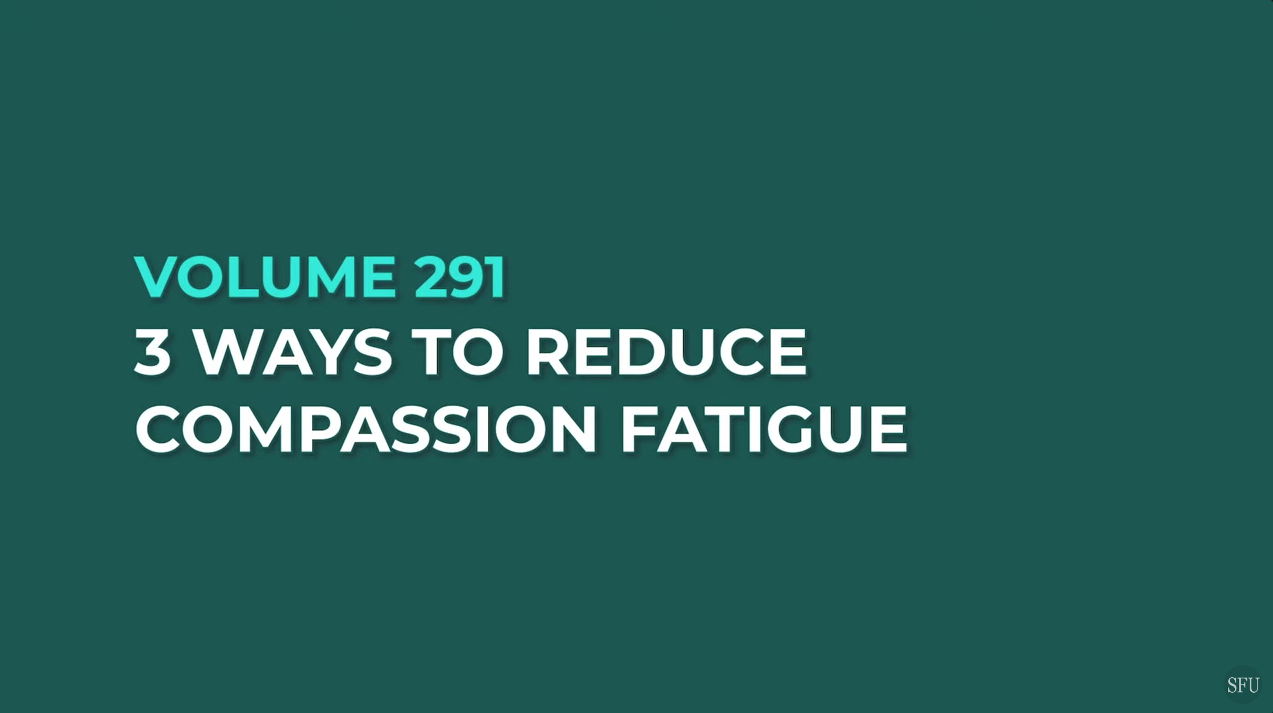 VOLUME 291
3 WAYS TO REDUCE
COMPASSION FATIGUE
SFU